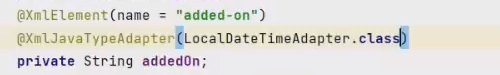 @XmlElement(name = "added-on")
@XmlJavaTypeAdapter(LocalDateTimeAdapter.class)
private String addedOn;